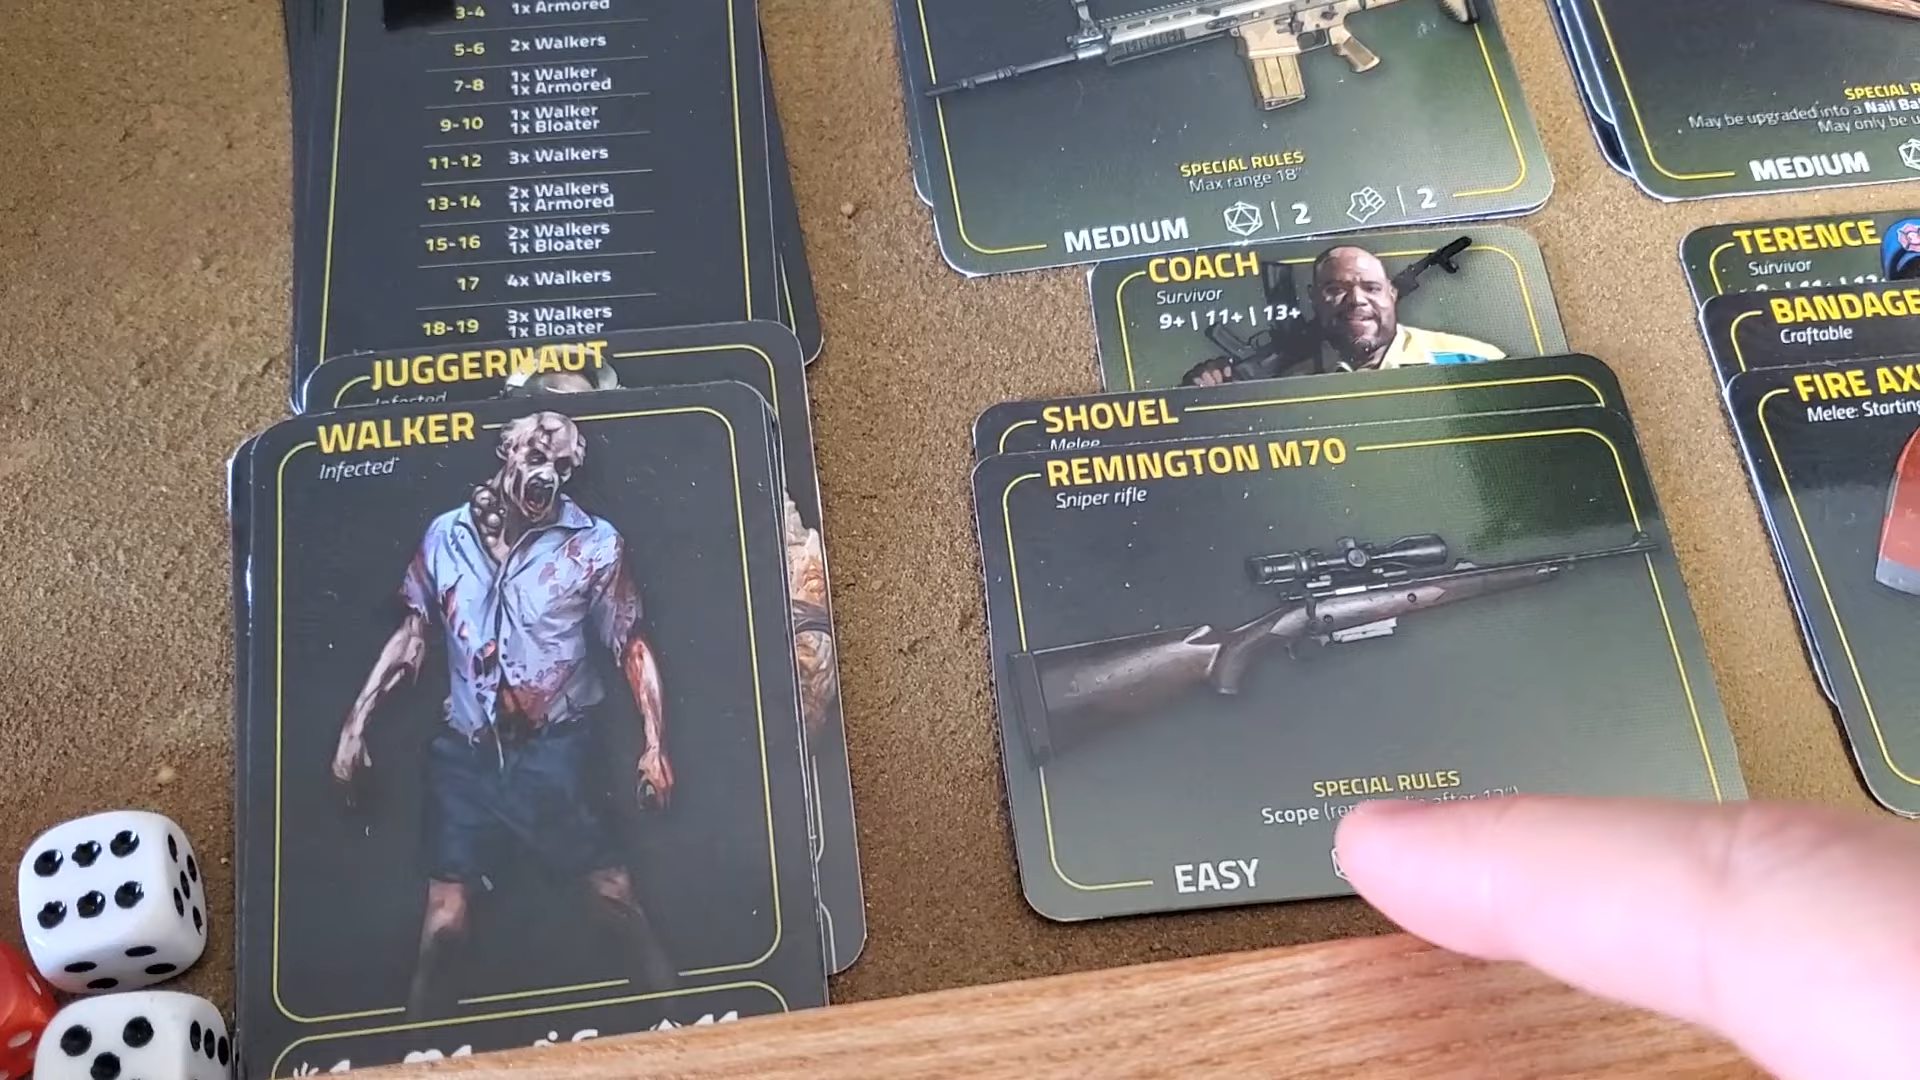 3-4 1x Armored
5-6 2x Walkers
7-8 1x Walker
1x Armored
9-10 1x Walker
1x Bloater
11-12 3x Walkers
13-14 2x Walkers
1x Armored
15-16 2x Walkers
1x Bloater
17 4x Walkers
18-19 3x Walkers
1x Bloater
JUGGERNAUT
Infected
WALKER
Infected
SPECIAL RULES
Max range 18"
MEDIUM 2 2
COACH
Survivor
9+ | 11+ | 13+
SHOVEL
Melee
REMINGTON M70
Sniper rifle
SPECIAL RULES
Scope
EASY
SPECIAL
May be upgraded into a Nail
May only be
MEDIUM
TERENCE
Survivor
BANDAGE
Craftable
FIRE AXE
Melee: Starting